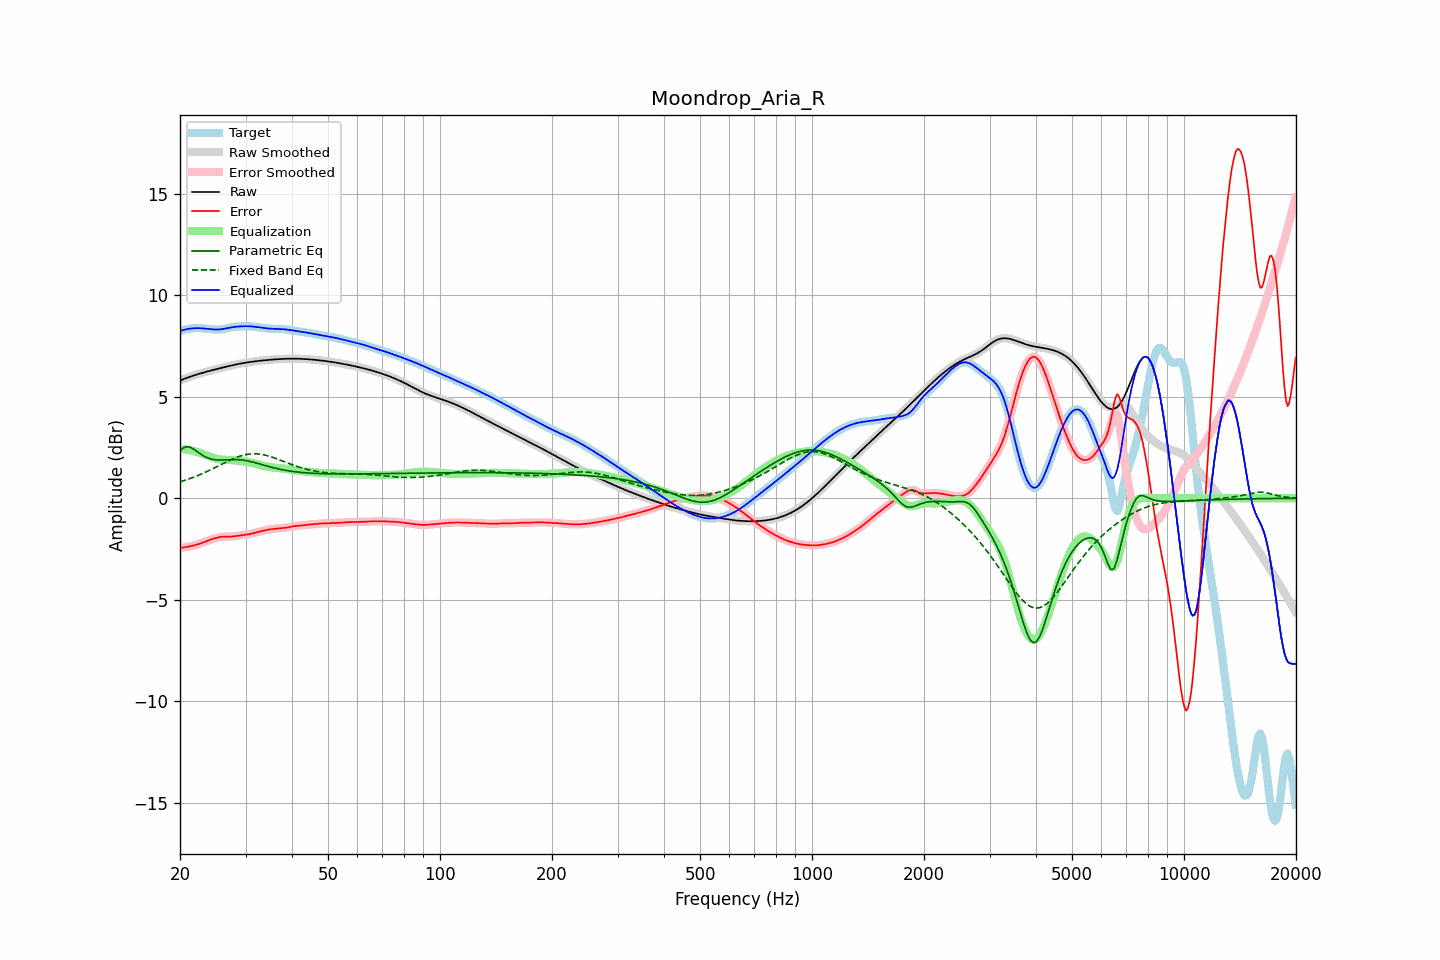 Moondrop_Aria_R
Target
Raw Smoothed
Error Smoothed
Raw
Error
Equalization
Parametric Eq
Fixed Band Eq
Equalized
Amplitude (dBr)
15
10
5
0
−5
−10
−15
20 50 100 200 500 1000 2000 5000 10000 20000
Frequency (Hz)